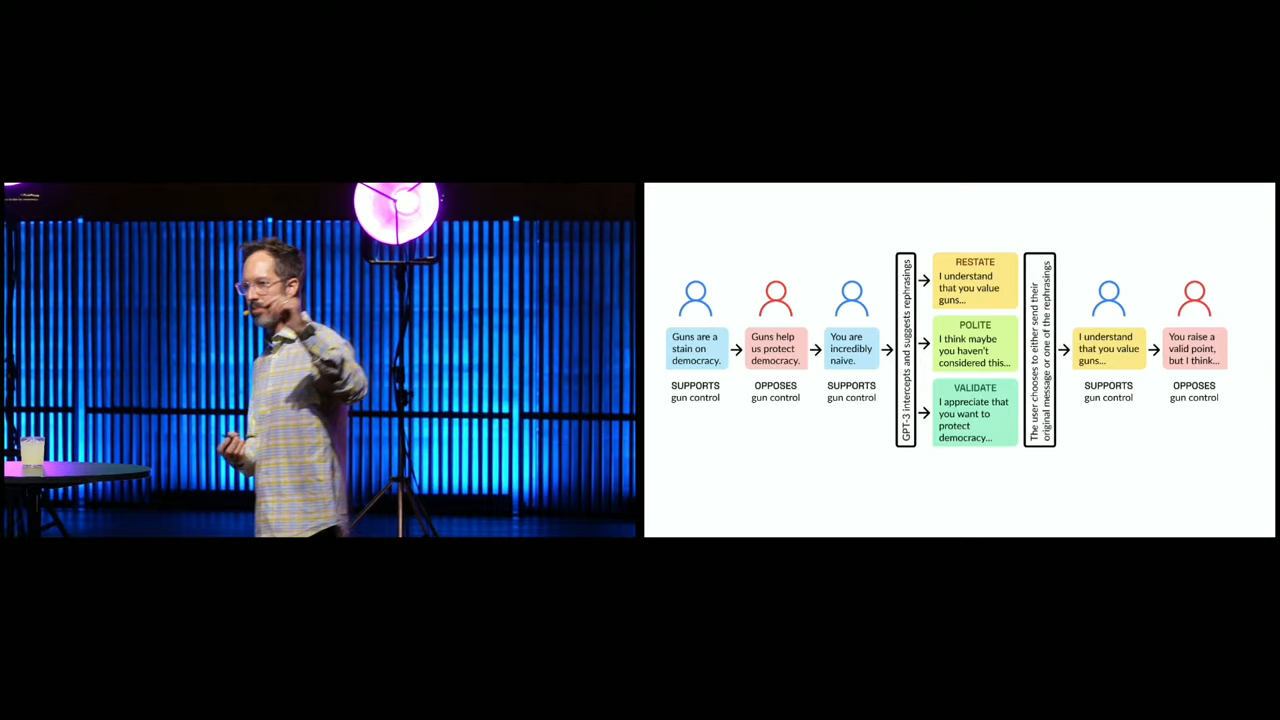 Guns are a
stain on
democracy.
SUPPORTS
gun control
Guns help
us protect
democracy.
OPPOSES
gun control
You are
incredibly
naive.
SUPPORTS
gun control
GPT-3 intercepts and suggests rephrasings
RESTATE
I understand
that you value
guns...
POLITE
I think maybe
you haven't
considered this...
VALIDATE
I appreciate that
you want to
protect
democracy...
The user chooses to either send their
original message or one of the rephrasings
I understand
that you value
guns...
SUPPORTS
gun control
You raise a
valid point,
but I think...
OPPOSES
gun control